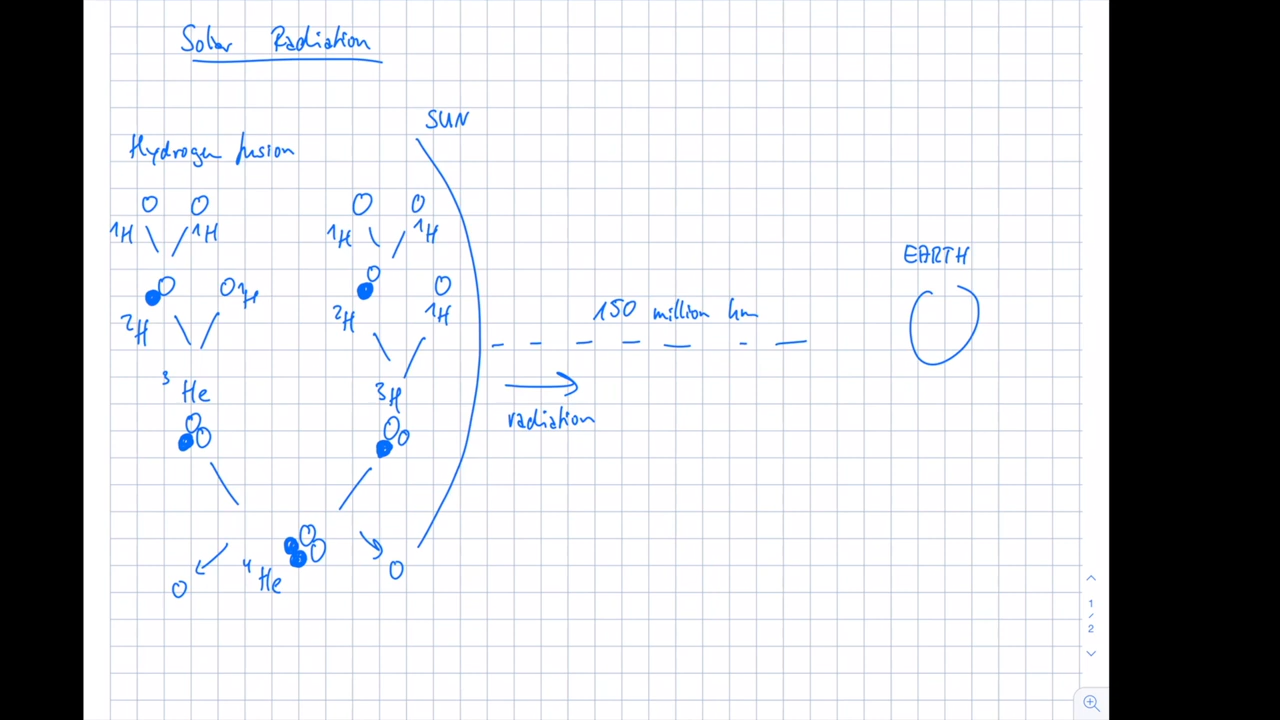 Solar Radiation
SUN
Hydrogen fusion
¹H ¹H
¹H ¹H
²H
¹H
²H
¹H
³He
³H
⁴He
150 million km
radiation
EARTH
1
/
2